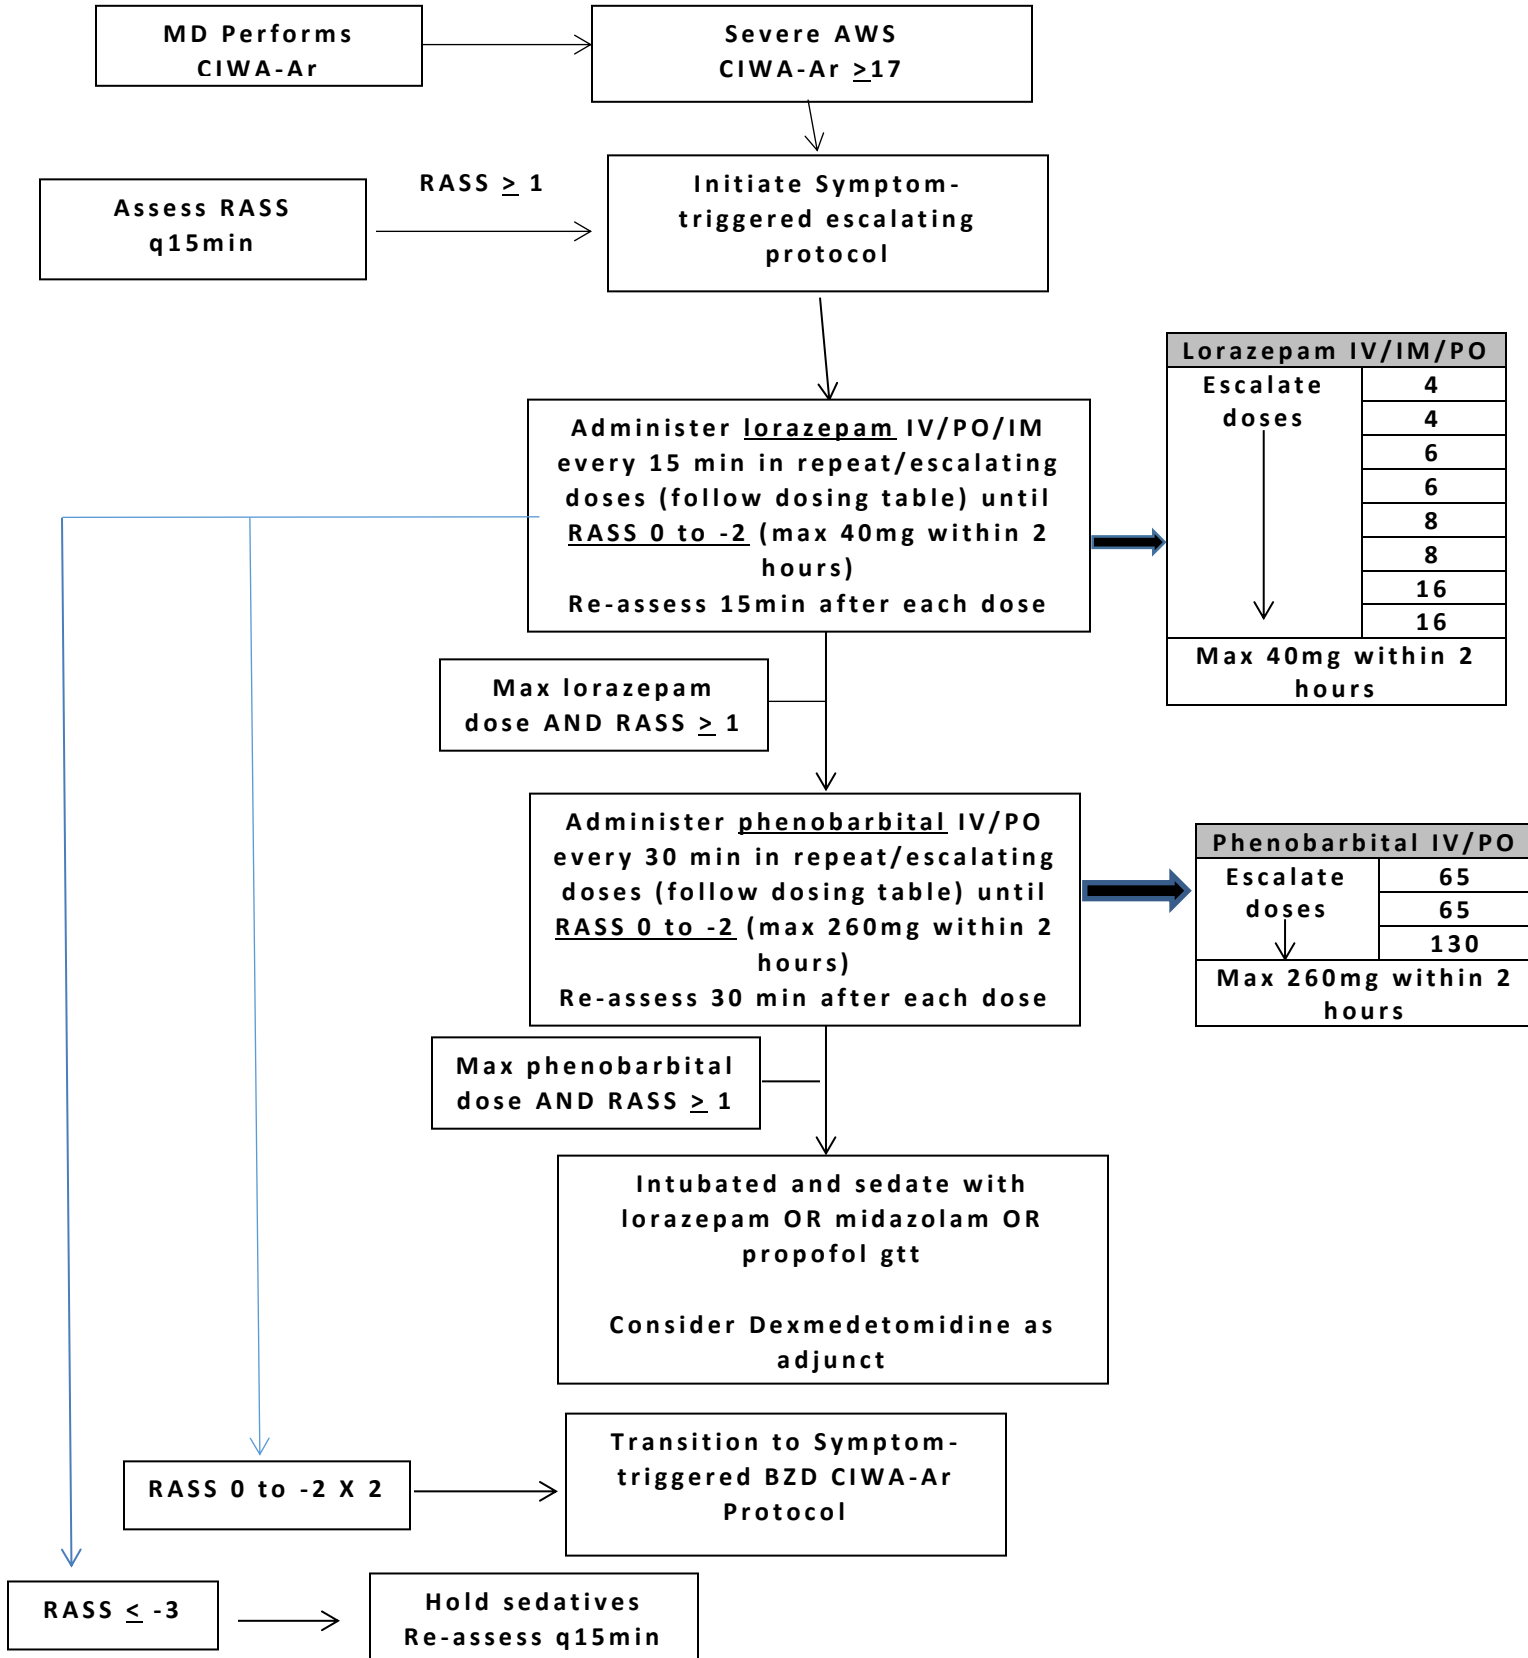 MD Performs
CIWA-Ar
Severe AWS
CIWA-Ar ≥17
Assess RASS
q15min
RASS ≥ 1
Initiate Symptom-
triggered escalating
protocol
Administer lorazepam IV/PO/IM
every 15 min in repeat/escalating
doses (follow dosing table) until
RASS 0 to -2 (max 40mg within 2
hours)
Re-assess 15min after each dose
Lorazepam IV/IM/PO
Escalate
doses
4
4
6
6
8
8
16
16
Max 40mg within 2
hours
Max lorazepam
dose AND RASS ≥ 1
Administer phenobarbital IV/PO
every 30 min in repeat/escalating
doses (follow dosing table) until
RASS 0 to -2 (max 260mg within 2
hours)
Re-assess 30 min after each dose
Phenobarbital IV/PO
Escalate
doses
65
65
130
Max 260mg within 2
hours
Max phenobarbital
dose AND RASS ≥ 1
Intubated and sedate with
lorazepam OR midazolam OR
propofol gtt
Consider Dexmedetomidine as
adjunct
RASS 0 to -2 X 2
Transition to Symptom-
triggered BZD CIWA-Ar
Protocol
RASS ≤ -3
Hold sedatives
Re-assess q15min